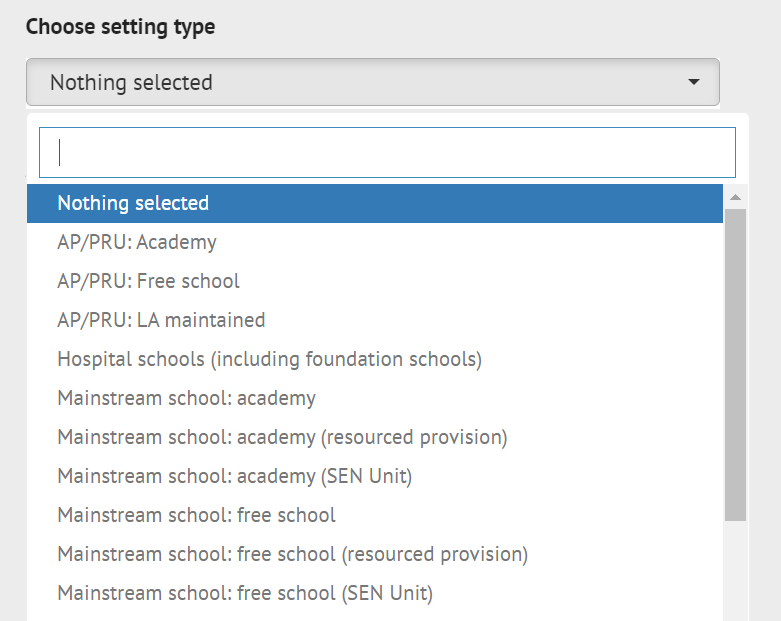 Choose setting type
Nothing selected
Nothing selected
AP/PRU: Academy
AP/PRU: Free school
AP/PRU: LA maintained
Hospital schools (including foundation schools)
Mainstream school: academy
Mainstream school: academy (resourced provision)
Mainstream school: academy (SEN Unit)
Mainstream school: free school
Mainstream school: free school (resourced provision)
Mainstream school: free school (SEN Unit)